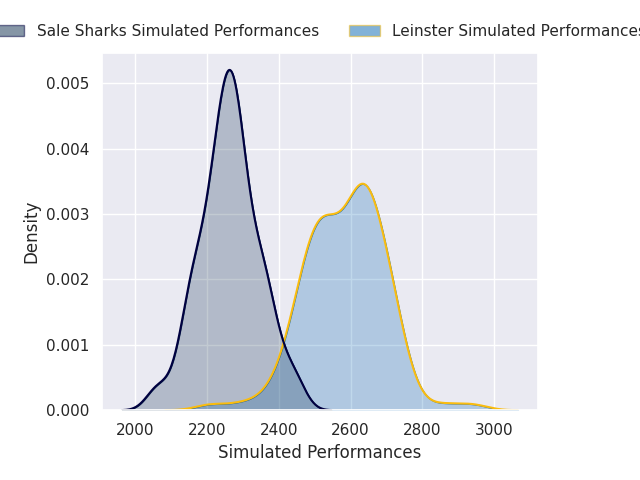 Sale Sharks Simulated Performances Leinster Simulated Performances
0.005
0.004
0.003
0.002
0.001
0.000
Density
2000 2200 2400 2600 2800 3000
Simulated Performances